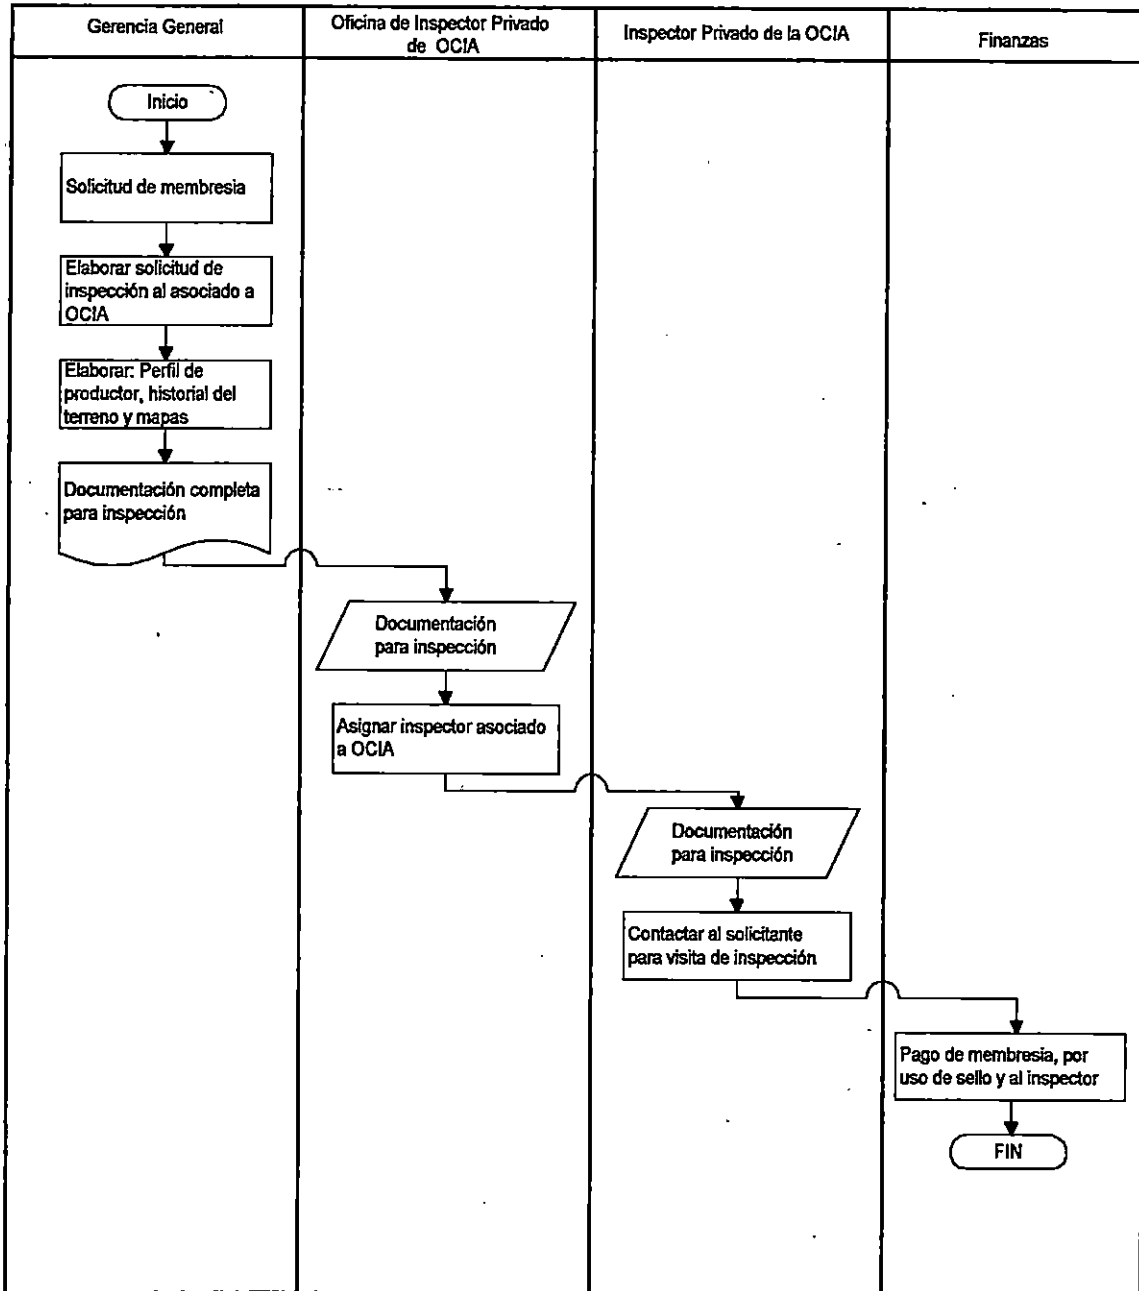 Gerencia General
Oficina de Inspector Privado
de OCIA
Inspector Privado de la OCIA
Finanzas
Inicio
Solicitud de membresia
Elaborar solicitud de
inspección al asociado a
OCIA
Elaborar: Perfil de
productor, historial del
terreno y mapas
Documentación completa
para inspección
Documentación
para inspección
Asignar inspector asociado
a OCIA
Documentación
para inspección
Contactar al solicitante
para visita de inspección
Pago de membresia, por
uso de sello y al inspector
FIN